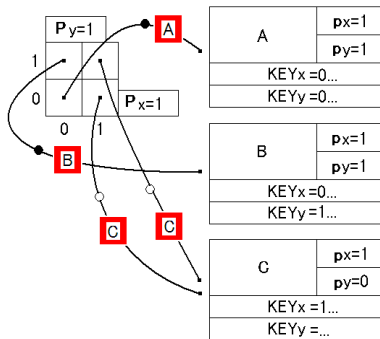 Py=1
1
0
Px=1
0 1
A
B
C
C
A
px=1
py=1
KEYx=0...
KEYy=0...
B
px=1
py=1
KEYx=0...
KEYy=1...
C
px=1
py=0
KEYx=1...
KEYy=...